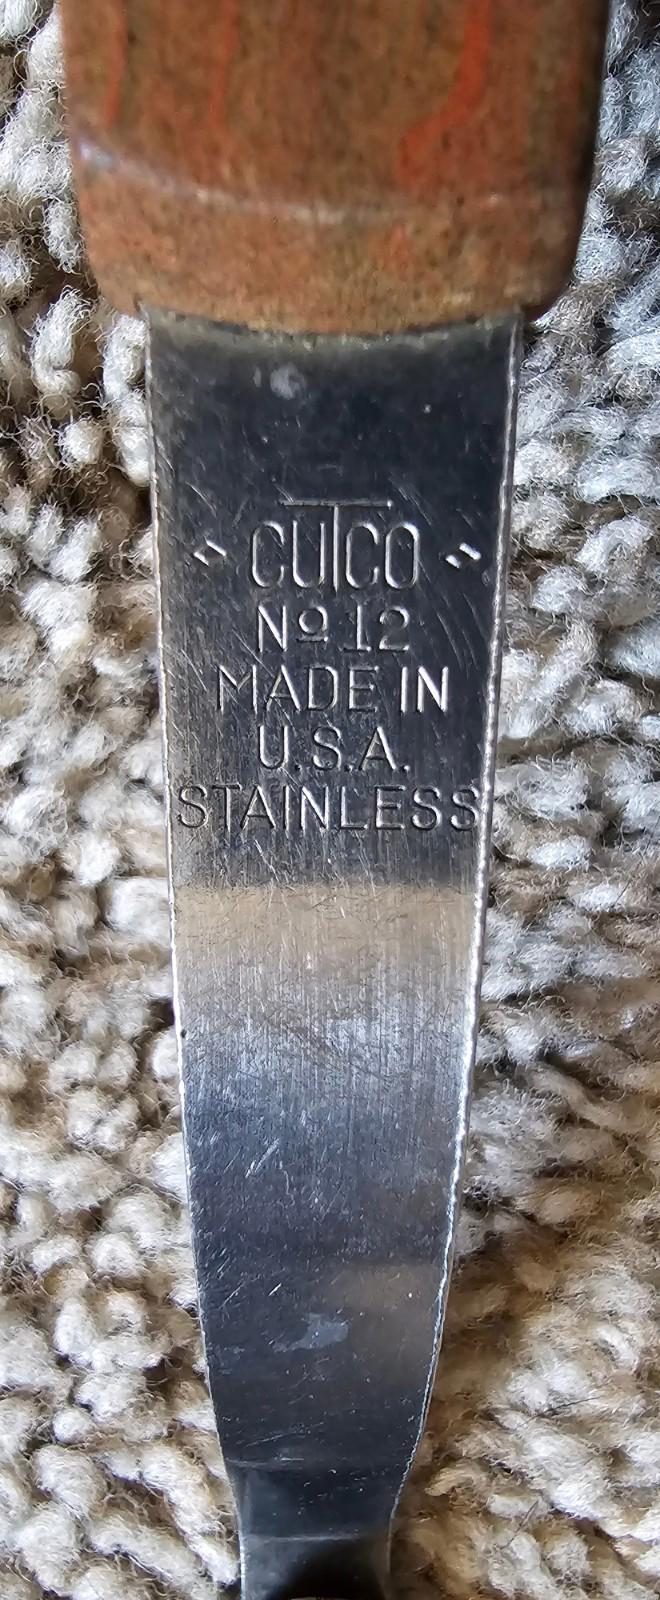 CUTCO
Nº 12
MADE IN
U.S.A.
STAINLESS